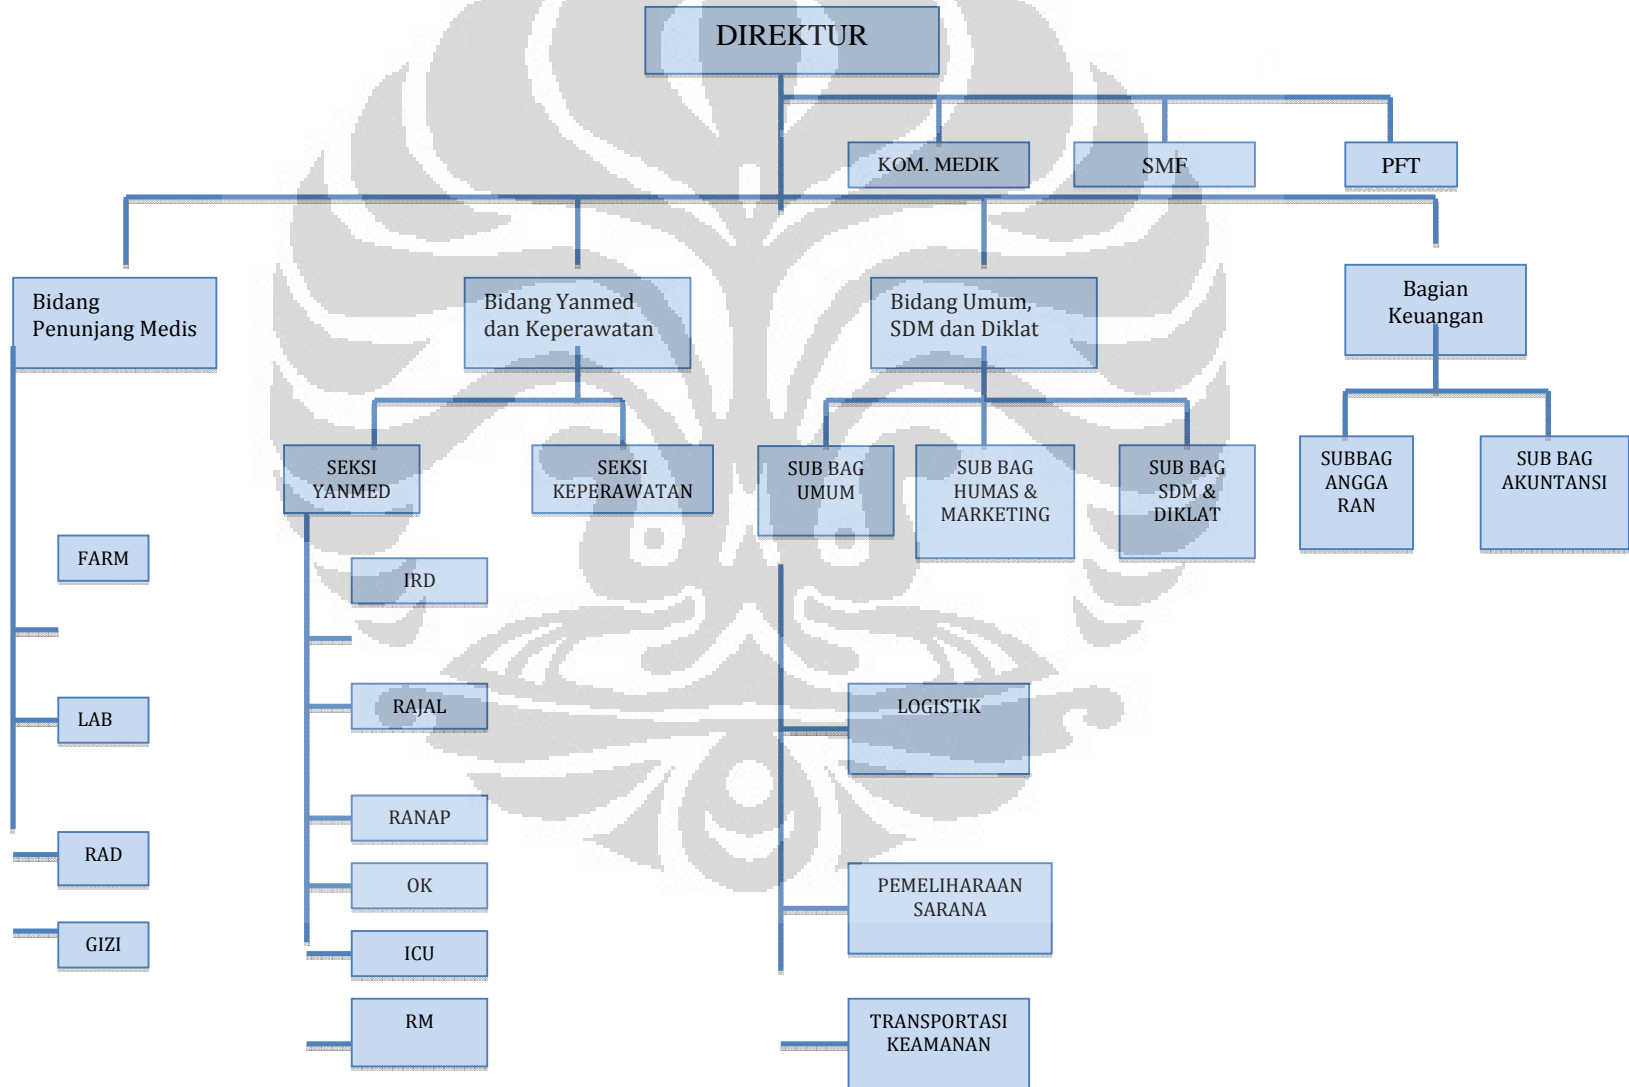 DIREKTUR
KOM. MEDIK
SMF
PFT
Bidang
Penunjang Medis
Bidang Yanmed
dan Keperawatan
Bidang Umum,
SDM dan Diklat
Bagian
Keuangan
SEKSI
YANMED
SEKSI
KEPERAWATAN
SUB BAG
UMUM
SUB BAG
HUMAS &
MARKETING
SUB BAG
SDM &
DIKLAT
SUBBAG
ANGGA
RAN
SUB BAG
AKUNTANSI
FARM
LAB
RAD
GIZI
IRD
RAJAL
RANAP
OK
ICU
RM
LOGISTIK
PEMELIHARAAN
SARANA
TRANSPORTASI
KEAMANAN